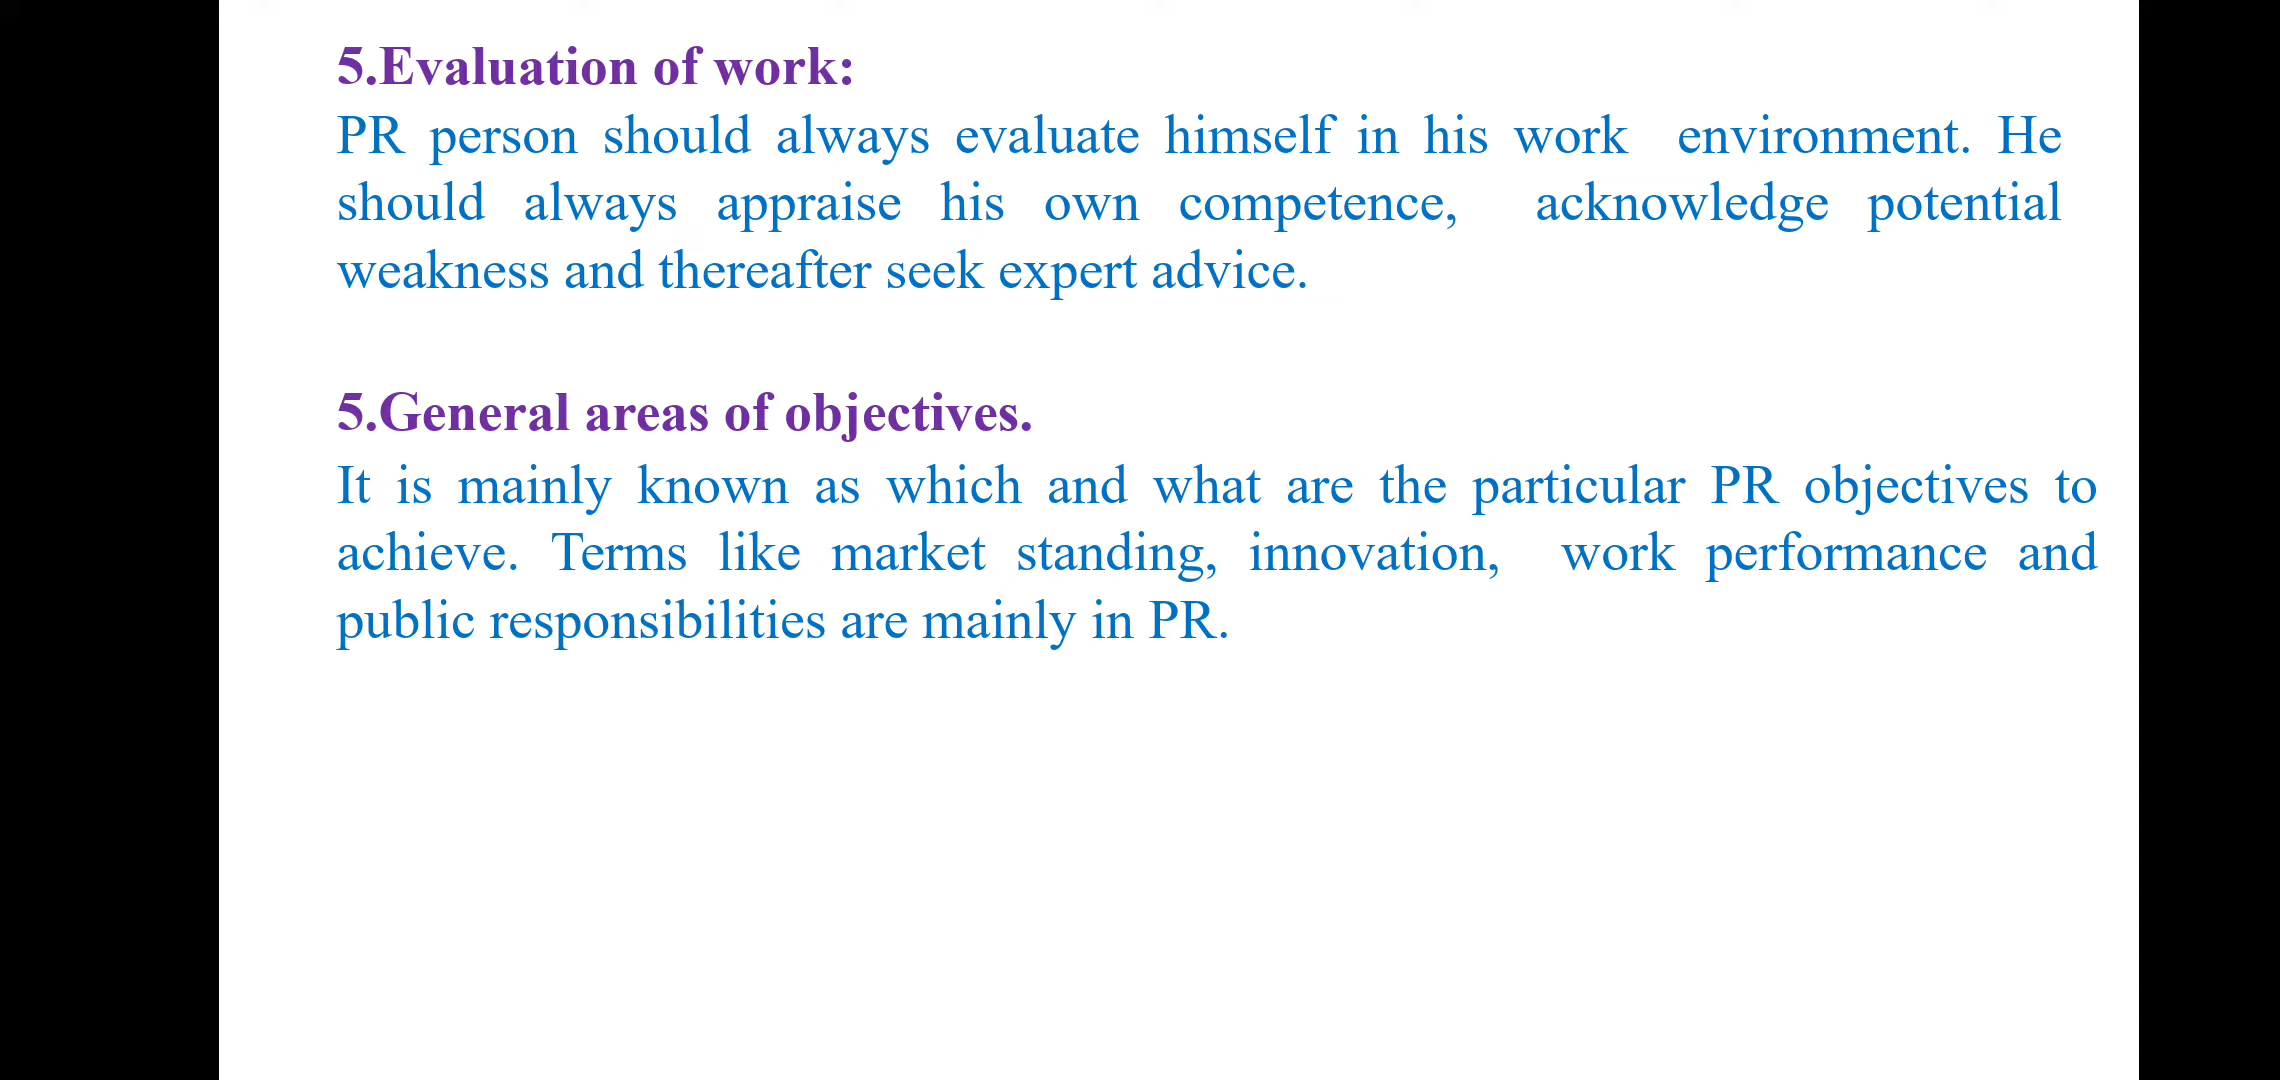 5.Evaluation of work:
PR person should always evaluate himself in his work environment. He
should always appraise his own competence, acknowledge potential
weakness and thereafter seek expert advice.
5.General areas of objectives.
It is mainly known as which and what are the particular PR objectives to
achieve. Terms like market standing, innovation, work performance and
public responsibilities are mainly in PR.